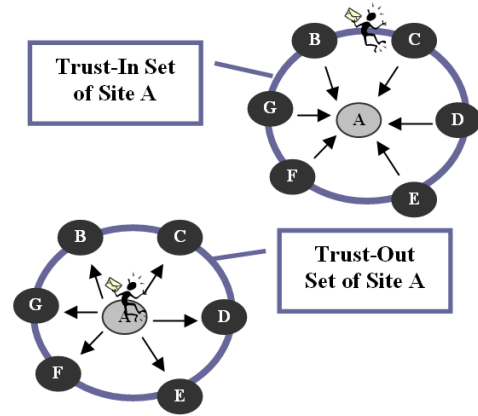 Trust-In Set
of Site A
B
C
G
A
D
F
E
B
C
Trust-Out
Set of Site A
G
A
D
F
E